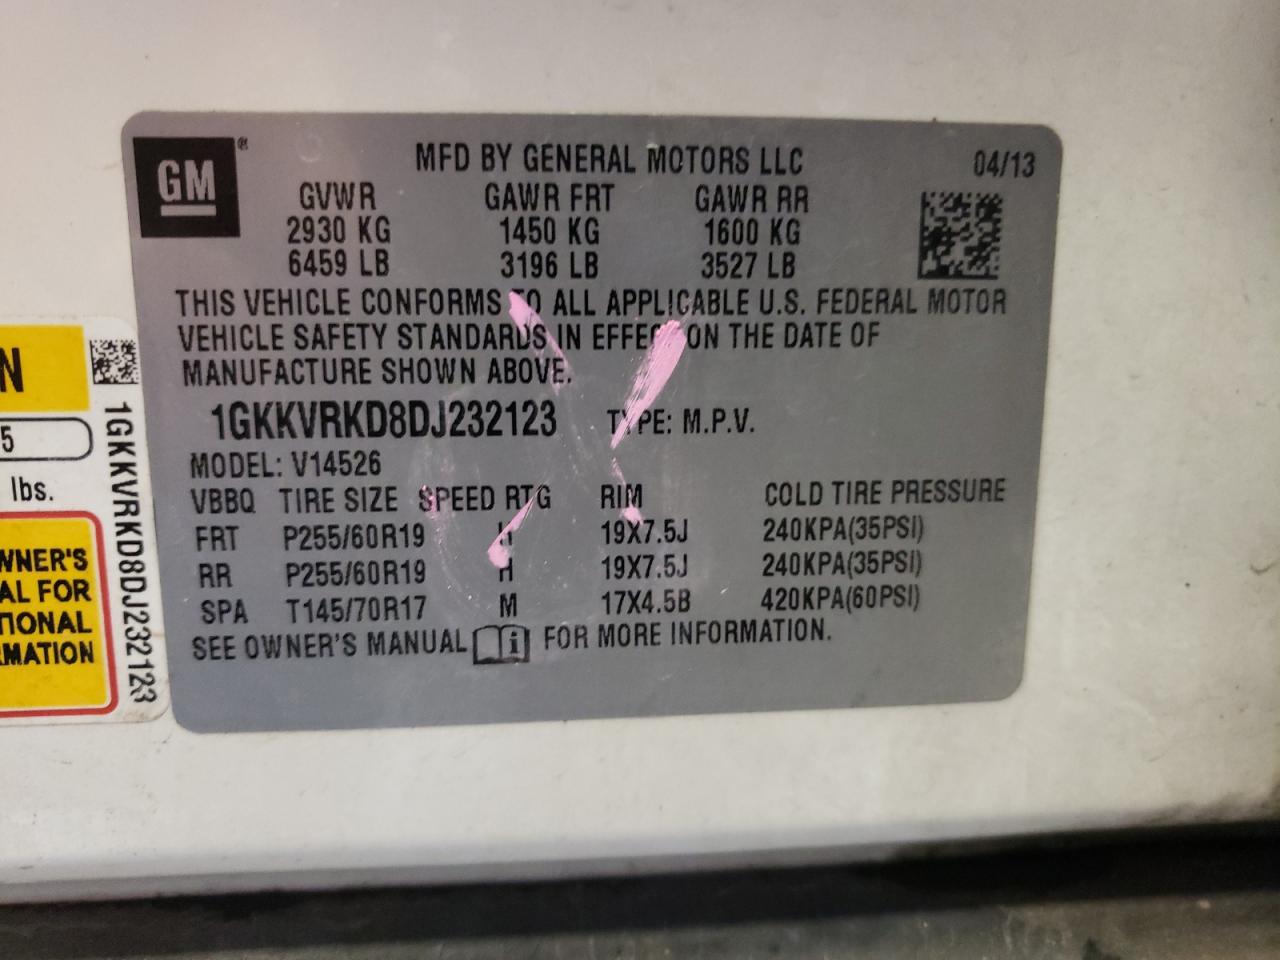 GM ®
MFD BY GENERAL MOTORS LLC 04/13
GVWR GAWR FRT GAWR RR
2930 KG 1450 KG 1600 KG
6459 LB 3196 LB 3527 LB
THIS VEHICLE CONFORMS TO ALL APPLICABLE U.S. FEDERAL MOTOR
VEHICLE SAFETY STANDARDS IN EFFECT ON THE DATE OF
MANUFACTURE SHOWN ABOVE.
1GKKVRKD8DJ232123 TYPE: M.P.V.
MODEL: V14526
VBBQ TIRE SIZE SPEED RTG RIM COLD TIRE PRESSURE
FRT P255/60R19 H 19X7.5J 240KPA(35PSI)
RR P255/60R19 H 19X7.5J 240KPA(35PSI)
SPA T145/70R17 M 17X4.5B 420KPA(60PSI)
SEE OWNER'S MANUAL i FOR MORE INFORMATION.
N
5
lbs.
WNER'S
AL FOR
TIONAL
RMATION
1GKKVRKD8DJ232123